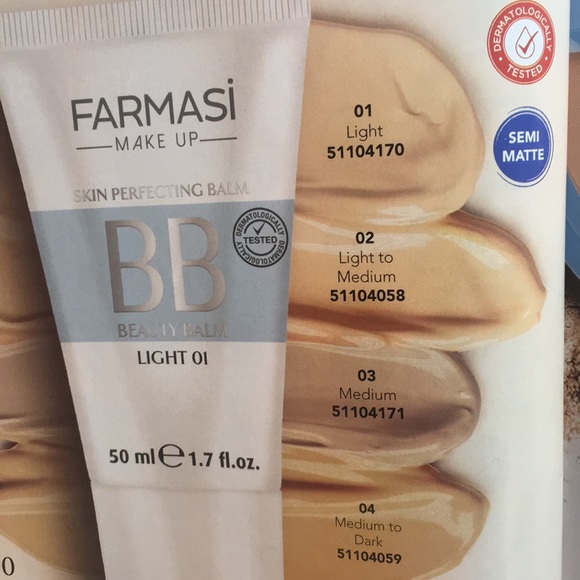 FARMASİ
MAKE UP
SKIN PERFECTING BALM
BB
DERMATOLOGICALLY
TESTED
DERMATOLOGICALLY
BEAUTY BALM
LIGHT 01
50 ml e 1.7 fl.oz.
01
Light
51104170
02
Light to
Medium
51104058
03
Medium
51104171
04
Medium to
Dark
51104059
DERMATOLOGICALLY
TESTED
SEMI
MATTE
0